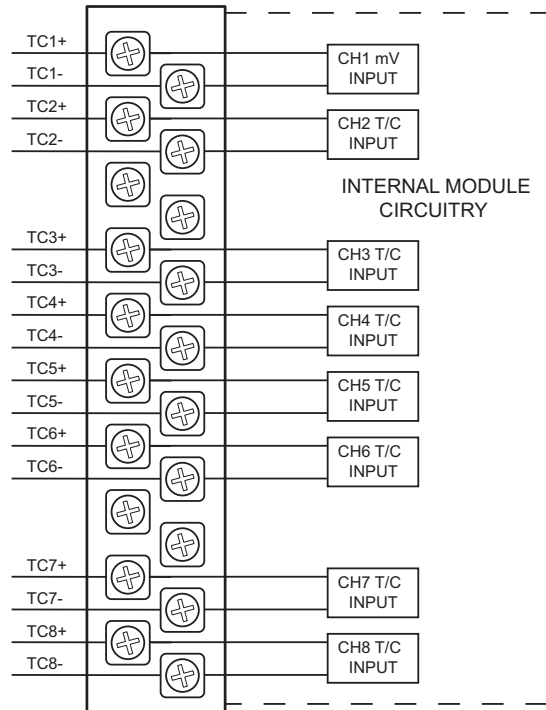 TC1+
CH1 mV
INPUT
TC1-
TC2+
CH2 T/C
INPUT
TC2-
INTERNAL MODULE
CIRCUITRY
TC3+
CH3 T/C
INPUT
TC3-
TC4+
CH4 T/C
INPUT
TC4-
TC5+
CH5 T/C
INPUT
TC5-
TC6+
CH6 T/C
INPUT
TC6-
TC7+
CH7 T/C
INPUT
TC7-
TC8+
CH8 T/C
INPUT
TC8-